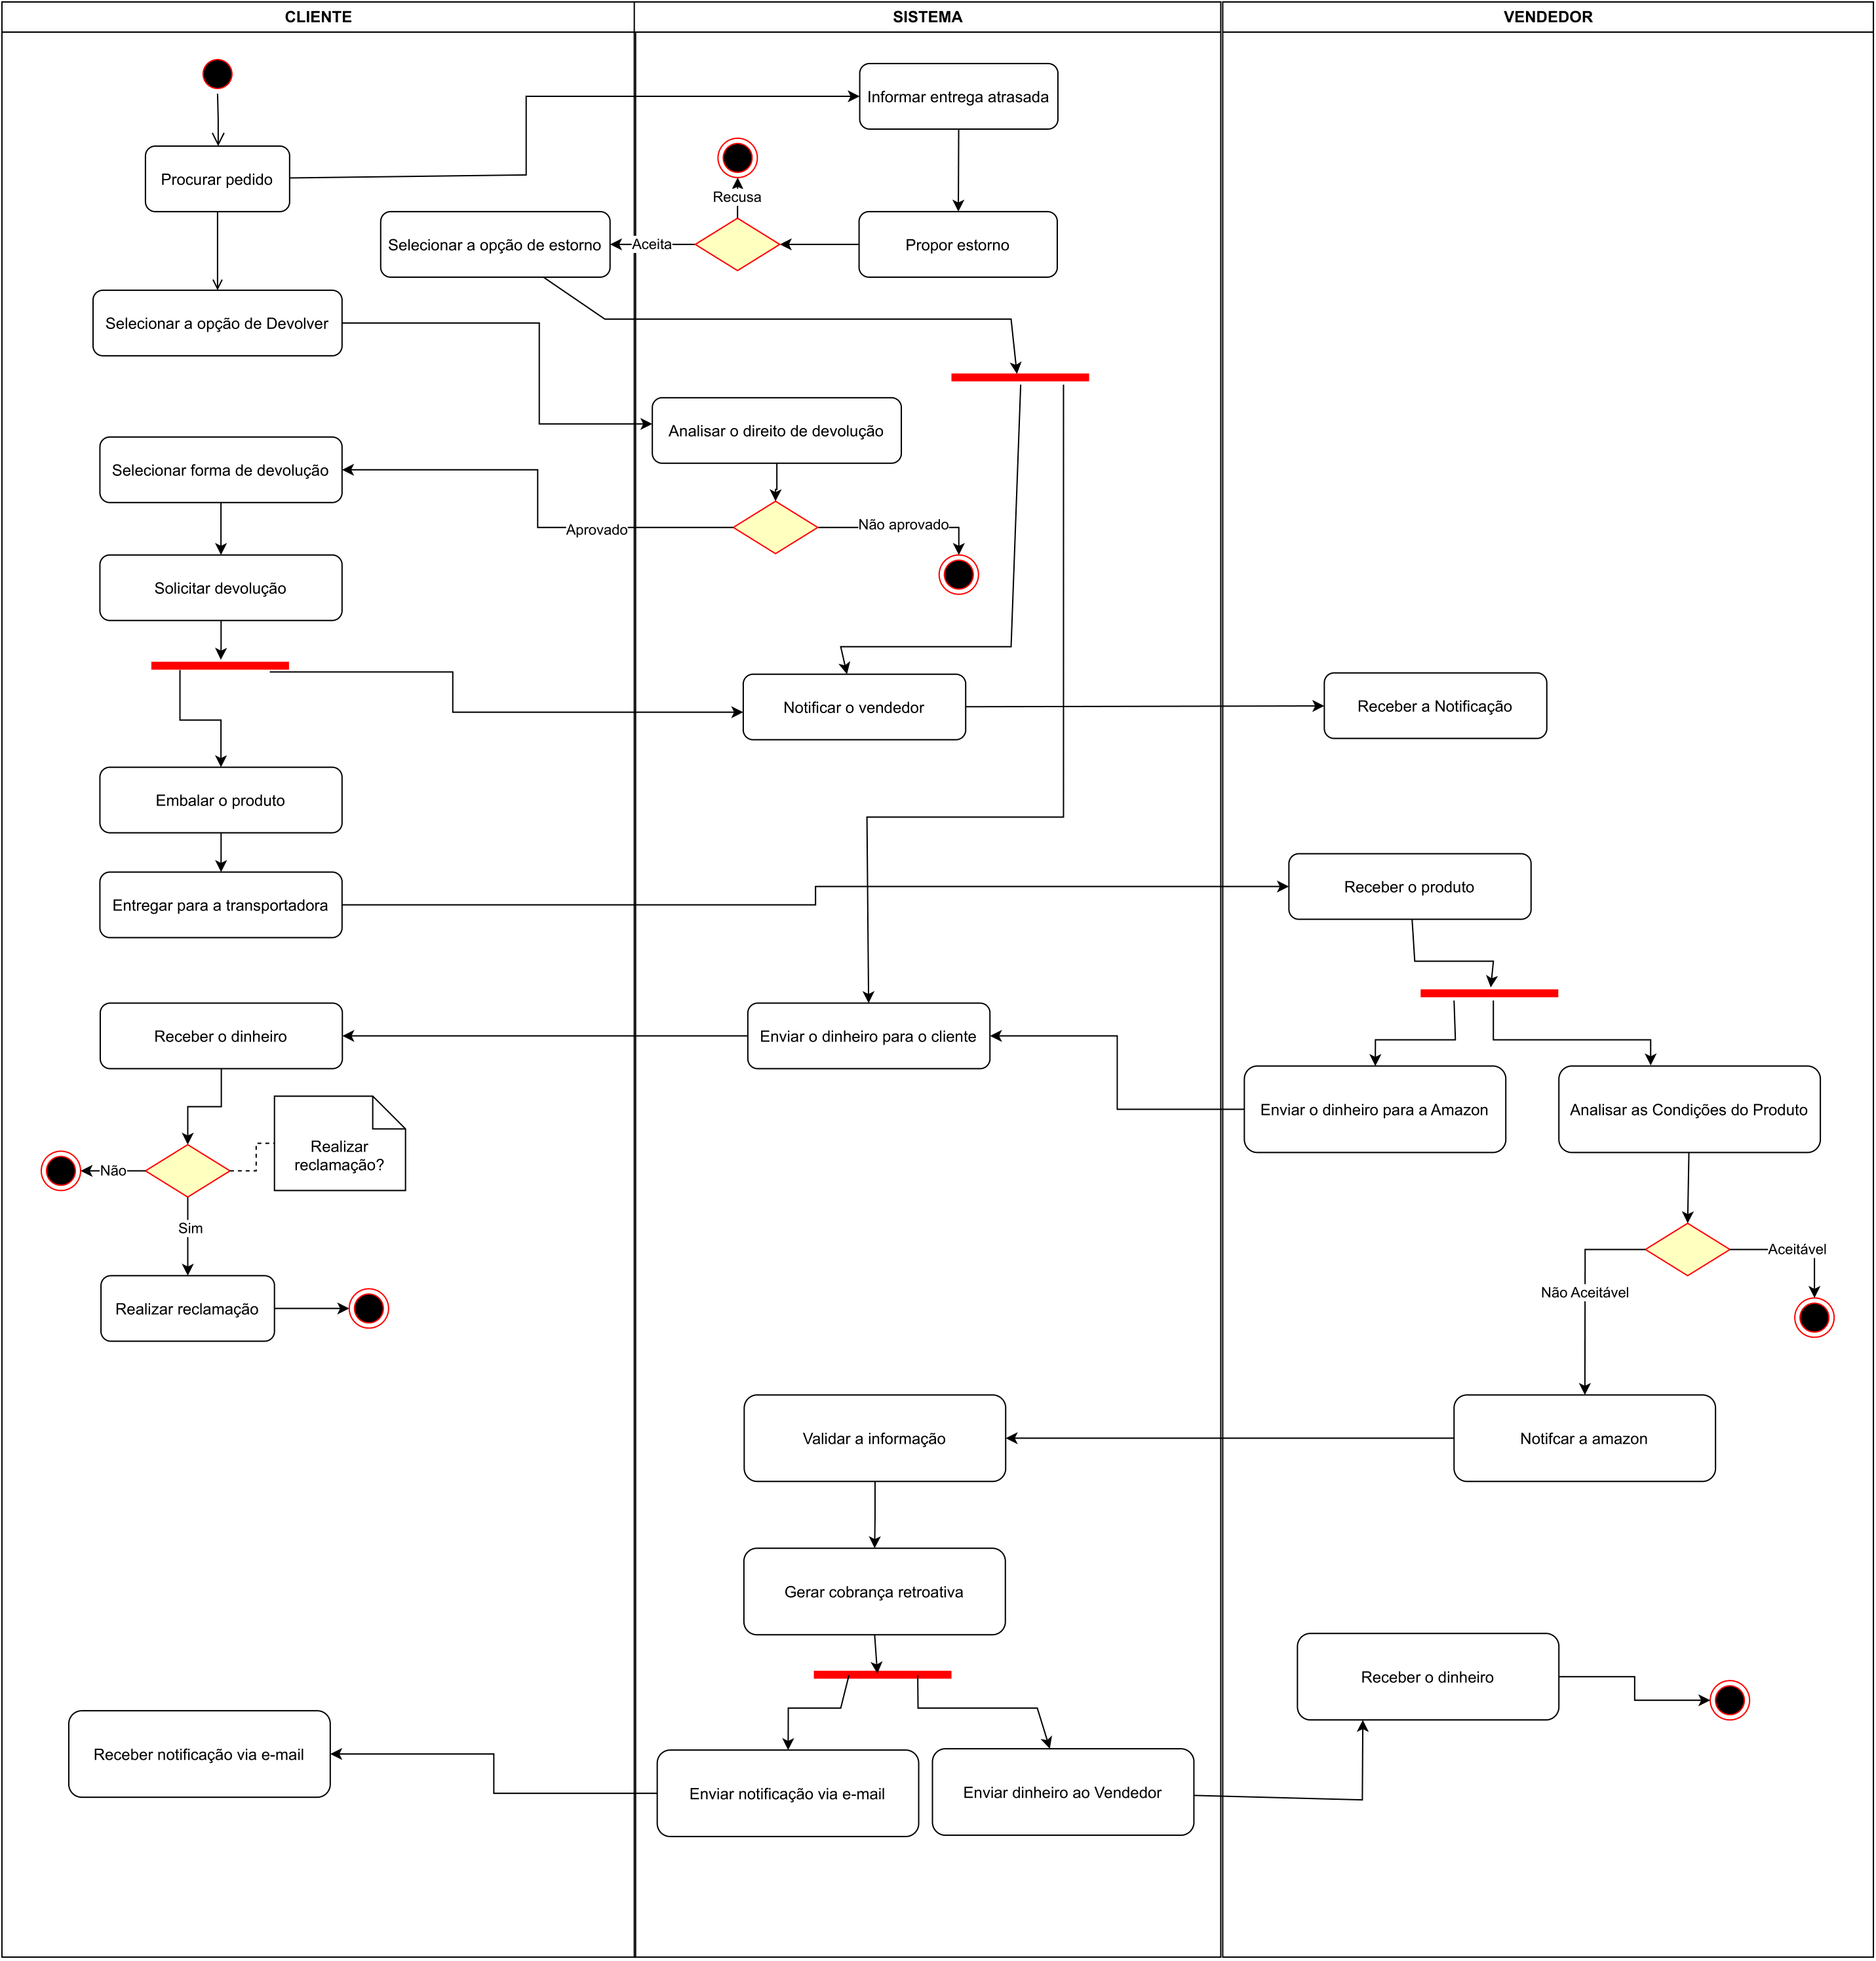 CLIENTE
SISTEMA
VENDEDOR
Informar entrega atrasada
Procurar pedido
Recusa
Selecionar a opção de estorno
Aceita
Propor estorno
Selecionar a opção de Devolver
Analisar o direito de devolução
Selecionar forma de devolução
Aprovado
Não aprovado
Solicitar devolução
Notificar o vendedor
Receber a Notificação
Embalar o produto
Receber o produto
Entregar para a transportadora
Receber o dinheiro
Enviar o dinheiro para o cliente
Enviar o dinheiro para a Amazon
Analisar as Condições do Produto
Realizar
reclamação?
Não
Sim
Aceitável
Não Aceitável
Realizar reclamação
Validar a informação
Notifcar a amazon
Gerar cobrança retroativa
Receber o dinheiro
Receber notificação via e-mail
Enviar notificação via e-mail
Enviar dinheiro ao Vendedor